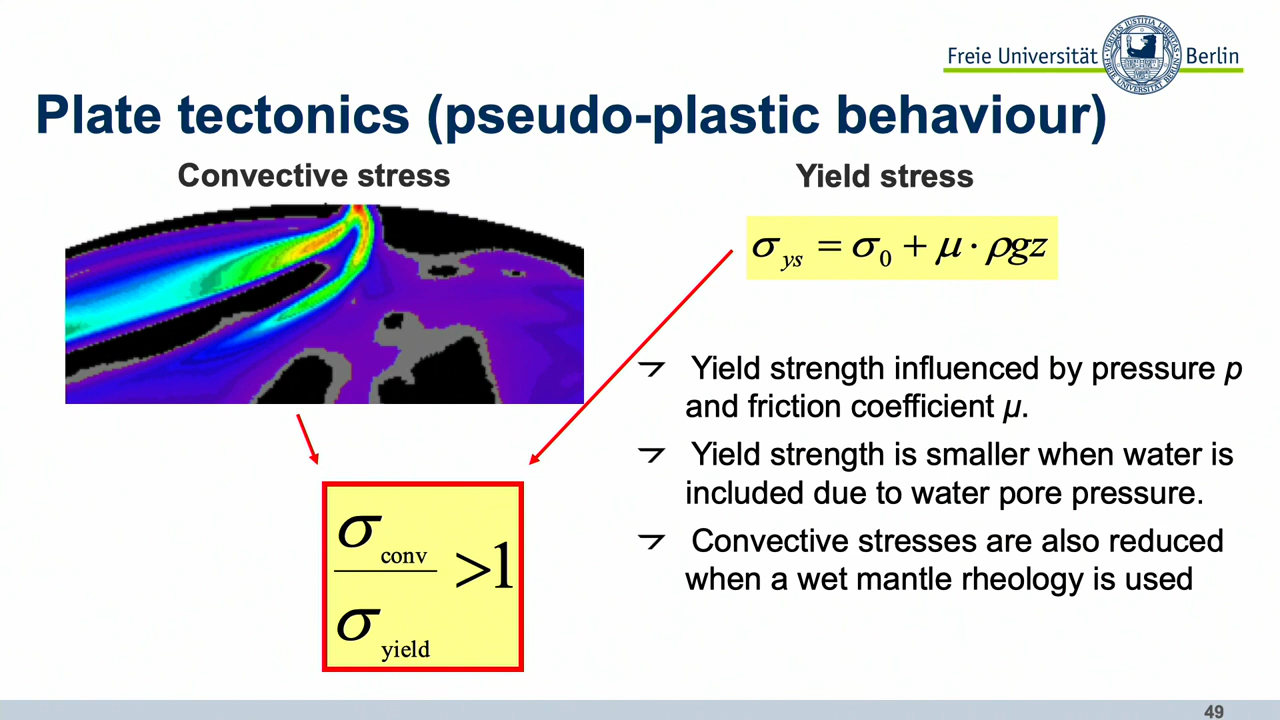 Freie Universität Berlin
Plate tectonics (pseudo-plastic behaviour)
Convective stress
Yield stress
σys = σ0 + μ · ρgz
Yield strength influenced by pressure p
and friction coefficient μ.
Yield strength is smaller when water is
included due to water pore pressure.
Convective stresses are also reduced
when a wet mantle rheology is used
σconv
σyield
>1
49